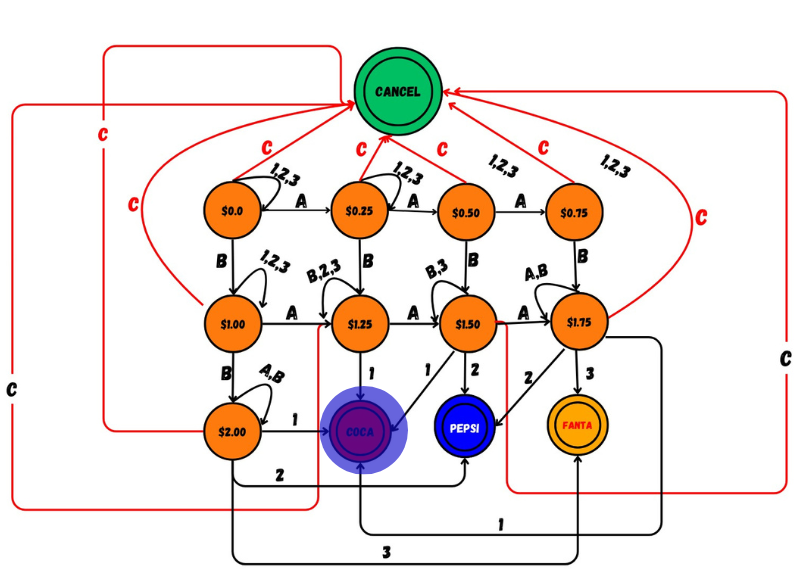 CANCEL
C
C
C
C
C
1,2,3
1,2,3
1,2,3
1,2,3
C
C
$0.0
A
$0.25
A
$0.50
A
$0.75
B
1,2,3
B,2,3
B
B,3
B
A,B
B
$1.00
A
$1.25
A
$1.50
A
$1.75
C
C
B
A,B
1
1
2
2
3
$2.00
1
COCA
PEPSI
FANTA
2
1
3